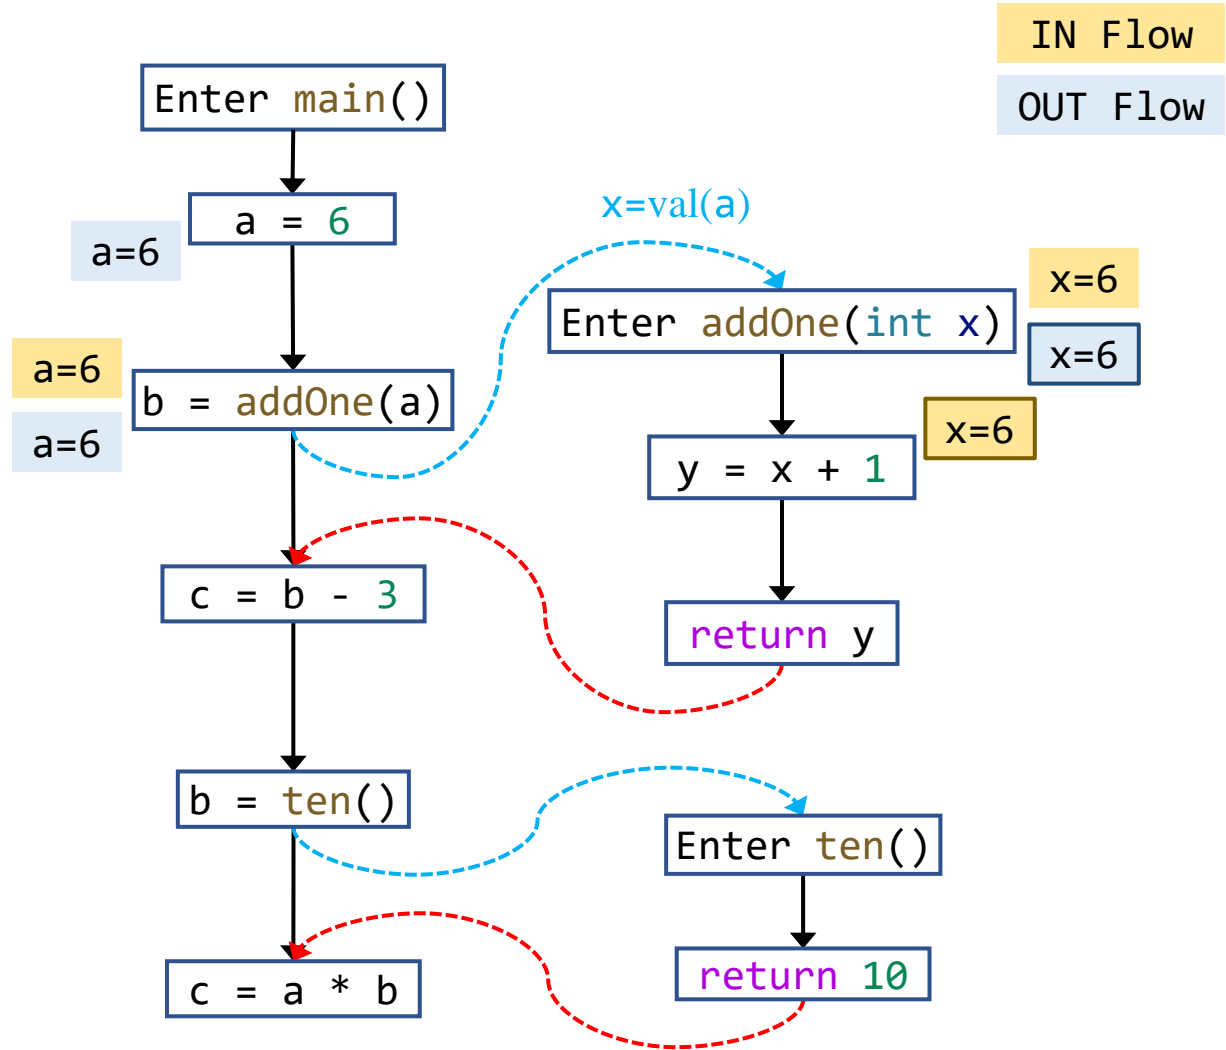 IN Flow
OUT Flow
Enter main()
a = 6
a=6
x=val(a)
x=6
Enter addOne(int x)
x=6
a=6
b = addOne(a)
a=6
x=6
y = x + 1
c = b - 3
return y
b = ten()
Enter ten()
c = a * b
return 10